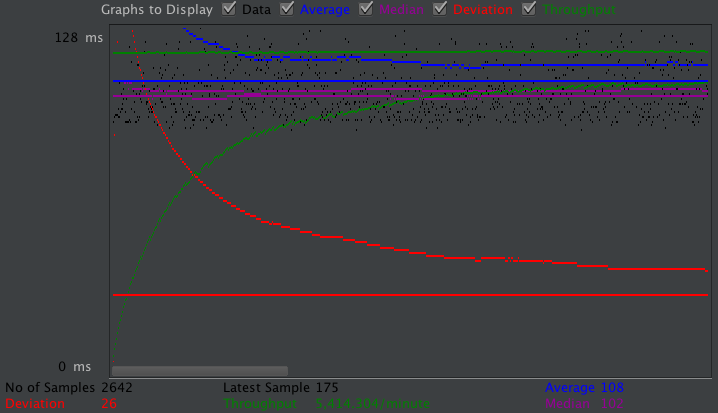 Graphs to Display Data Average Median Deviation Throughput
128 ms
0 ms
No of Samples 2642 Latest Sample 175 Average 108
Deviation 26 Throughput 5,414.304/minute Median